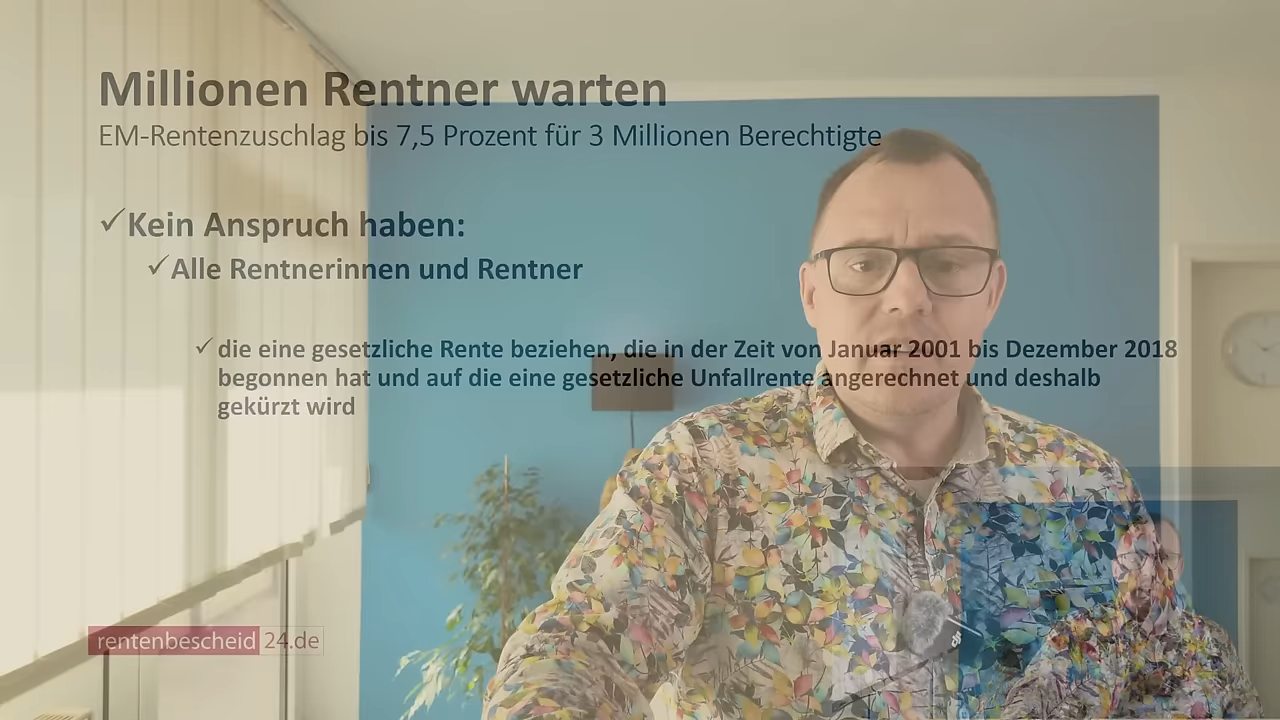 Millionen Rentner warten
EM-Rentenzuschlag bis 7,5 Prozent für 3 Millionen Berechtigte
Kein Anspruch haben:
Alle Rentnerinnen und Rentner
die eine gesetzliche Rente beziehen, die in der Zeit von Januar 2001 bis Dezember 2018
begonnen hat und auf die eine gesetzliche Unfallrente angerechnet und deshalb
gekürzt wird
rentenbescheid 24.de